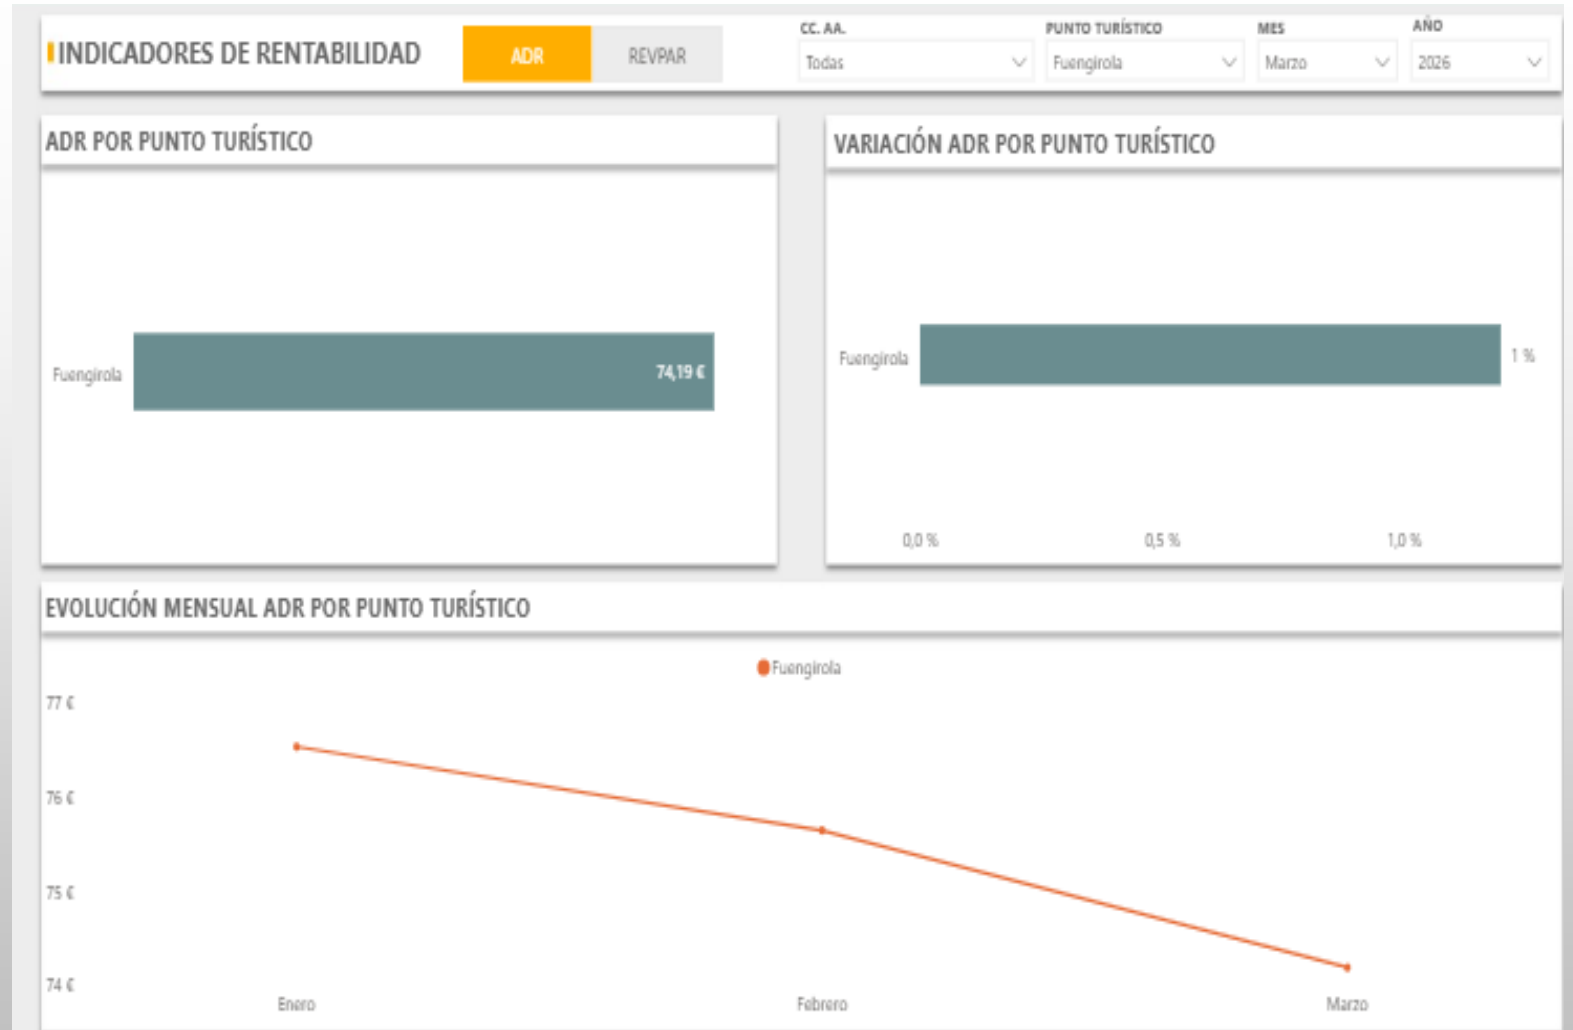 INDICADORES DE RENTABILIDAD
ADR
REVPAR
CC. AA.
Todas
PUNTO TURÍSTICO
Fuengirola
MES
Marzo
AÑO
2026
ADR POR PUNTO TURÍSTICO
Fuengirola
74,19 €
VARIACIÓN ADR POR PUNTO TURÍSTICO
Fuengirola
1 %
0,0 %
0,5 %
1,0 %
EVOLUCIÓN MENSUAL ADR POR PUNTO TURÍSTICO
Fuengirola
77 €
76 €
75 €
74 €
Enero
Febrero
Marzo